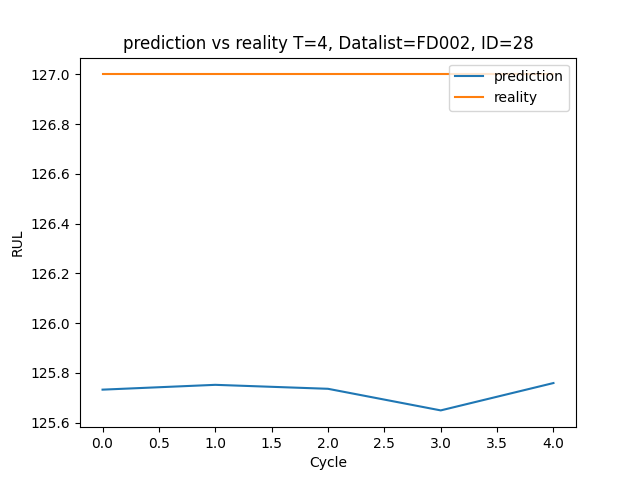 prediction vs reality T=4, Datalist=FD002, ID=28
127.0
126.8
126.6
126.4
126.2
126.0
125.8
125.6
RUL
prediction
reality
0.0 0.5 1.0 1.5 2.0 2.5 3.0 3.5 4.0
Cycle